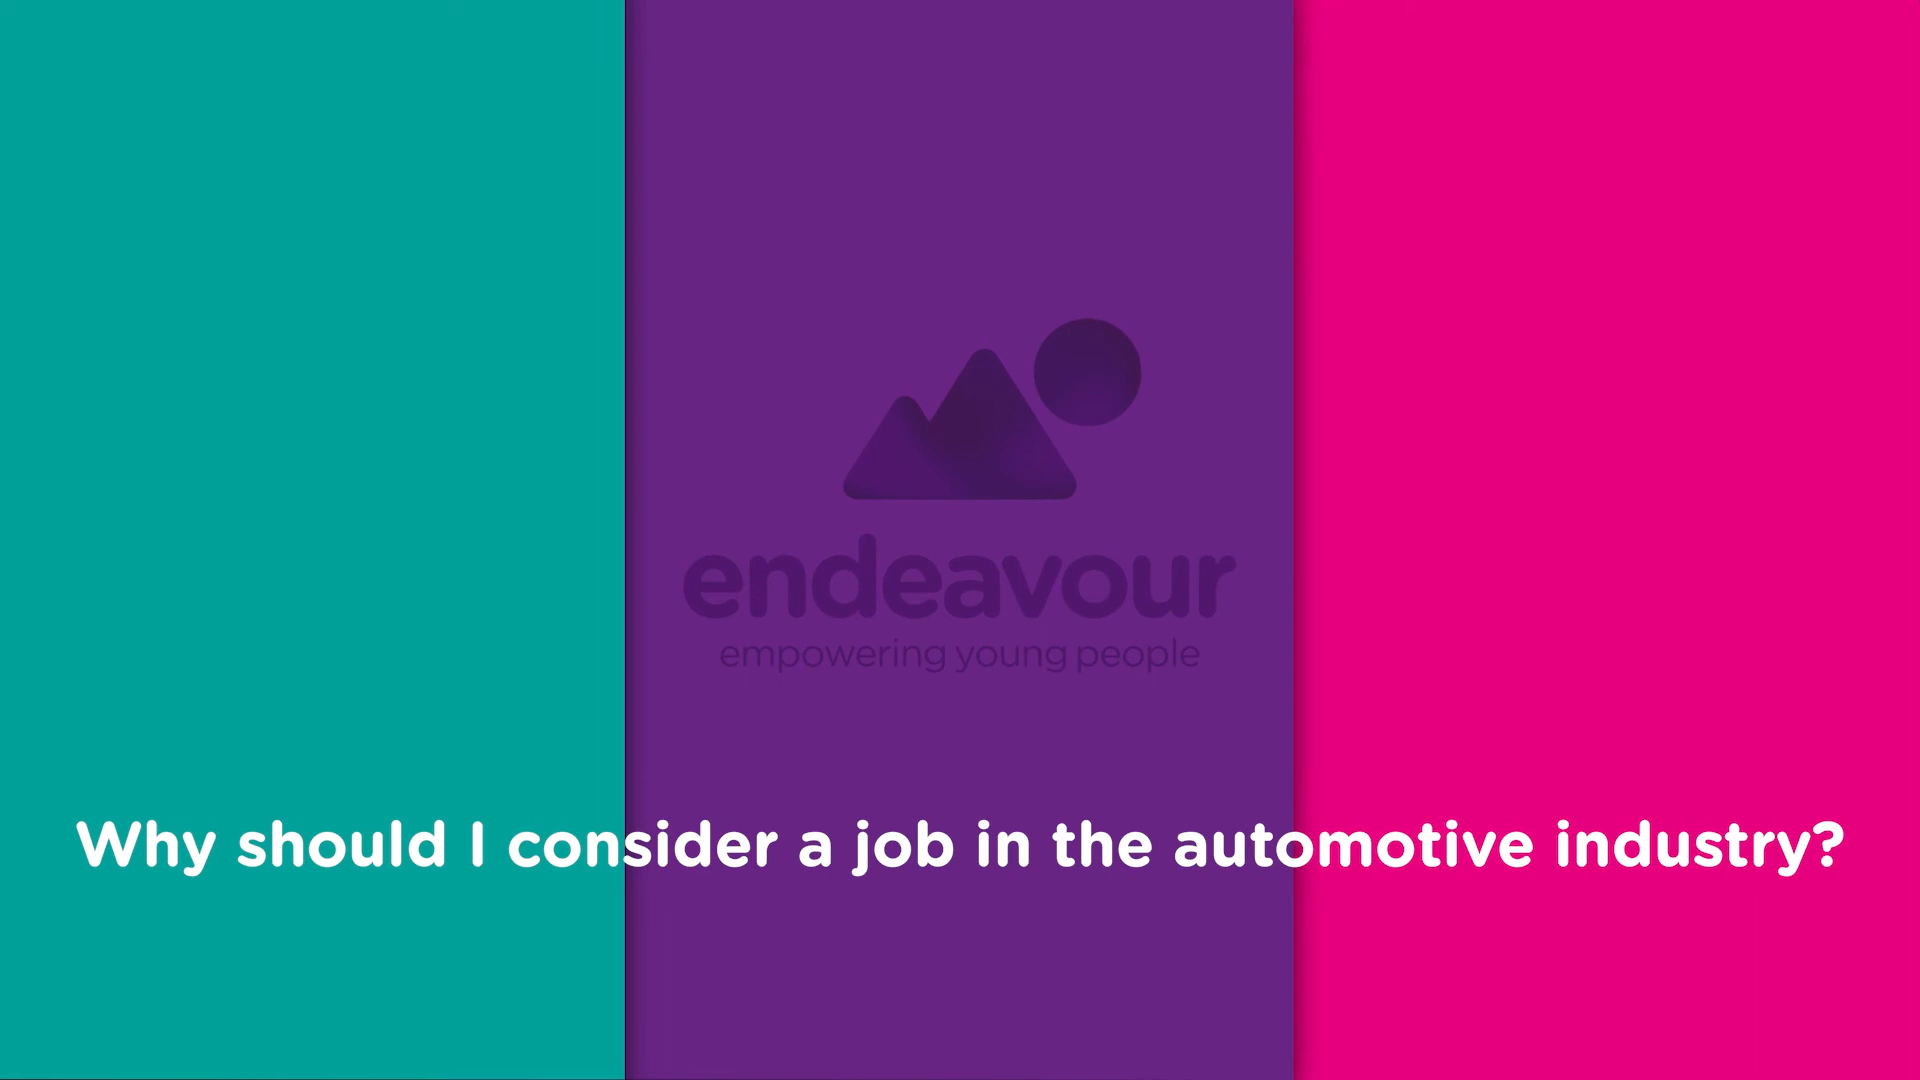 endeavour
empowering young people
Why should I consider a job in the automotive industry?